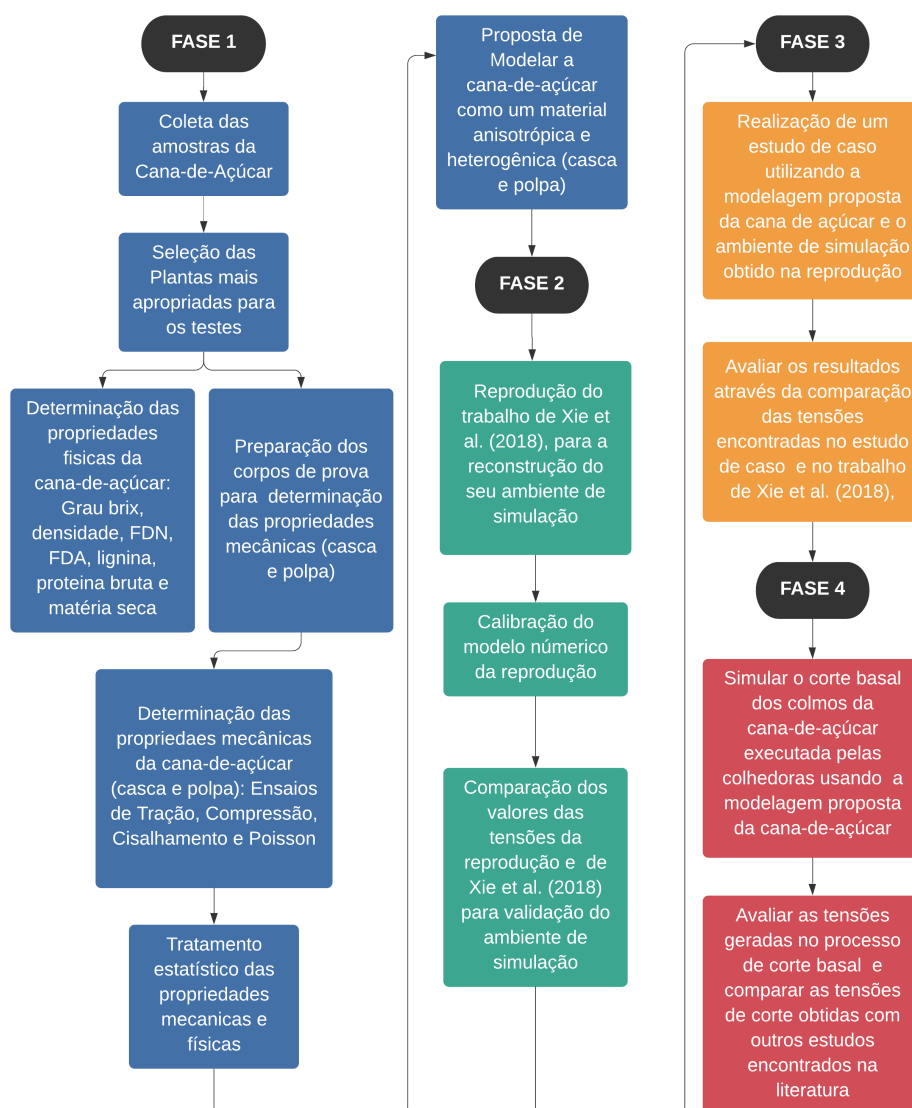 FASE 1
Coleta das
amostras da
Cana-de-Açúcar
Seleção das
Plantas mais
apropriadas para
os testes
Determinação das
propriedades
fisicas da
cana-de-açúcar:
Grau brix,
densidade, FDN,
FDA, lignina,
proteina bruta e
matéria seca
Preparação dos
corpos de prova
para determinação
das propriedades
mecânicas (casca
e polpa)
Determinação das
propriedaes mecânicas
da cana-de-açúcar
(casca e polpa): Ensaios
de Tração, Compressão,
Cisalhamento e Poisson
Tratamento
estatístico das
propriedades
mecanicas e
físicas
Proposta de
Modelar a
cana-de-açúcar
como um material
anisotrópica e
heterogênica (casca
e polpa)
FASE 2
Reprodução do
trabalho de Xie et
al. (2018), para a
reconstrução do
seu ambiente de
simulação
Calibração do
modelo númerico
da reprodução
Comparação dos
valores das
tensões da
reprodução e de
Xie et al. (2018)
para validação do
ambiente de
simulação
FASE 3
Realização de um
estudo de caso
utilizando a
modelagem proposta
da cana de açúcar e o
ambiente de simulação
obtido na reprodução
Avaliar os resultados
através da comparação
das tensões
encontradas no estudo
de caso e no trabalho
de Xie et al. (2018),
FASE 4
Simular o corte basal
dos colmos da
cana-de-açúcar
executada pelas
colhedoras usando a
modelagem proposta
da cana-de-açúcar
Avaliar as tensões
geradas no processo
de corte basal e
comparar as tensões
de corte obtidas com
outros estudos
encontrados na
literatura